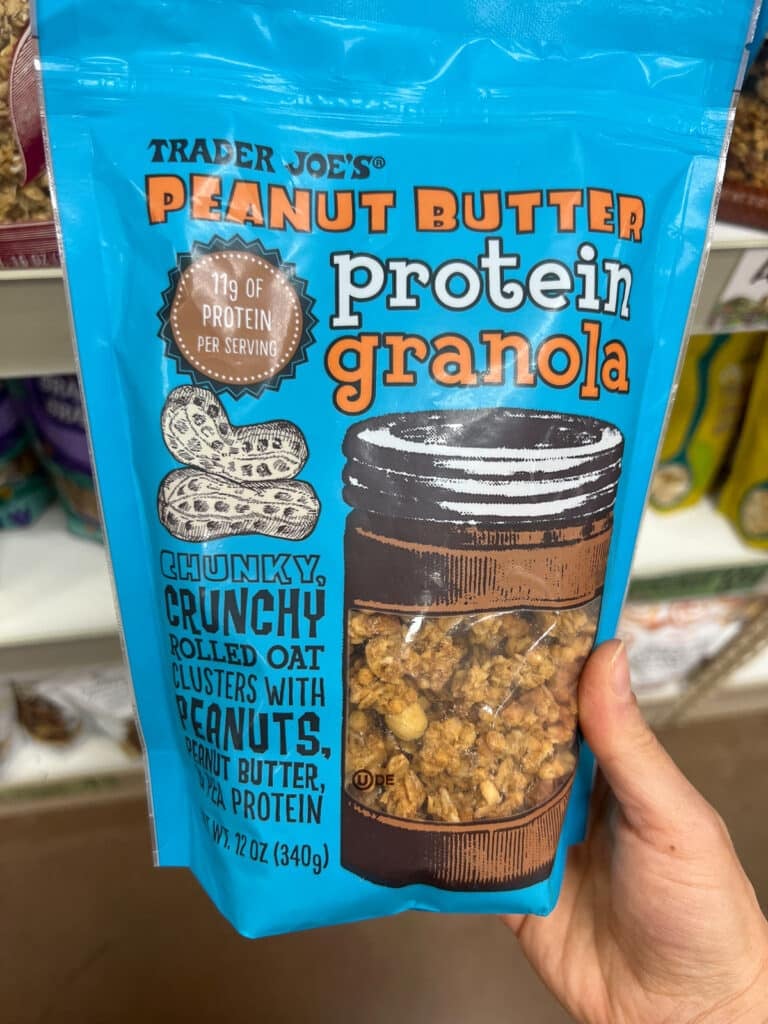 TRADER JOE'S®
PEANUT BUTTER
protein
granola
11g OF
PROTEIN
PER SERVING
CHUNKY,
CRUNCHY
ROLLED OAT
CLUSTERS WITH
PEANUTS,
PEANUT BUTTER,
PEA PROTEIN
WT. 12 OZ (340g)
U DE